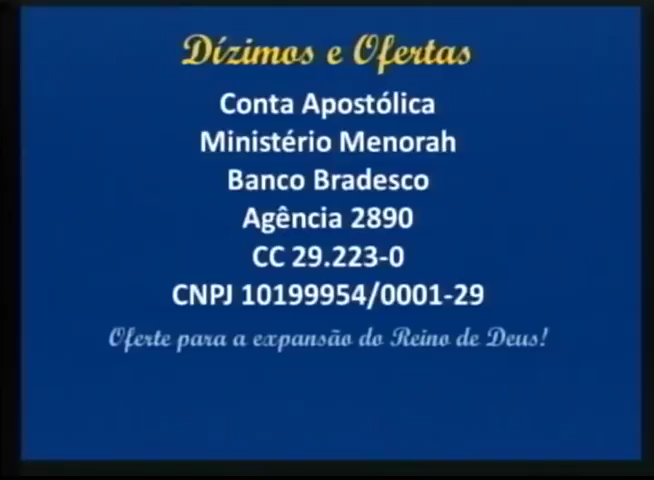 Dízimos e Ofertas
Conta Apostólica
Ministério Menorah
Banco Bradesco
Agência 2890
CC 29.223-0
CNPJ 10199954/0001-29
Oferte para a expansão do Reino de Deus!